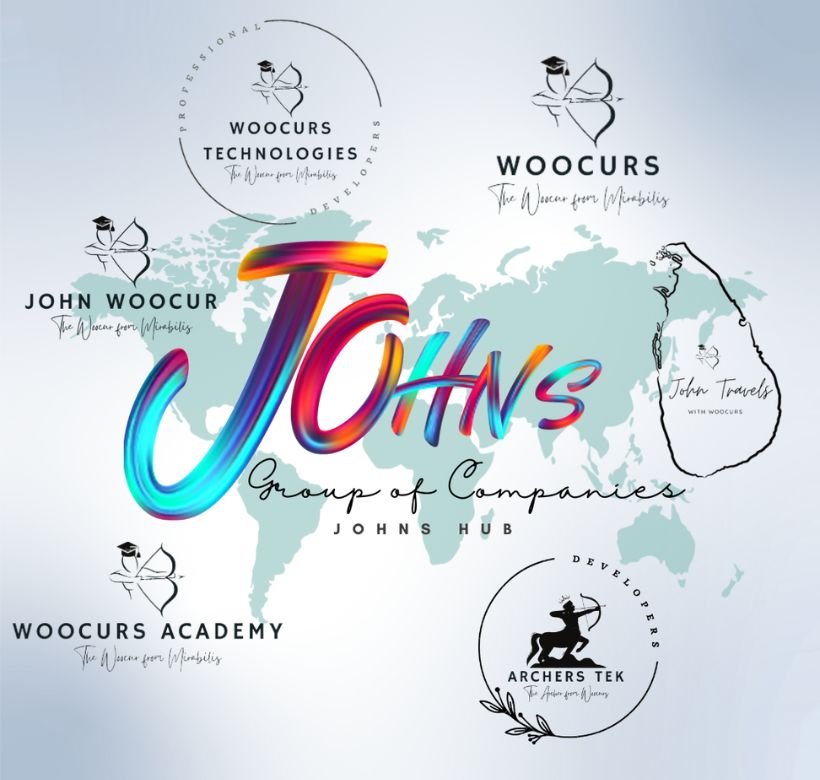 PROFESSIONAL
WOOCURS
TECHNOLOGIES
The Woocur from Mirabilis
DEVELOPERS
WOOCURS
The Woocur from Mirabilis
JOHN WOOCUR
The Woocur from Mirabilis
JOHNS
Group of Companies
JOHNS HUB
John Travels
WITH WOOCURS
WOOCURS ACADEMY
The Woocur from Mirabilis
DEVELOPERS
ARCHERS TEK
The Archer from Woocurs